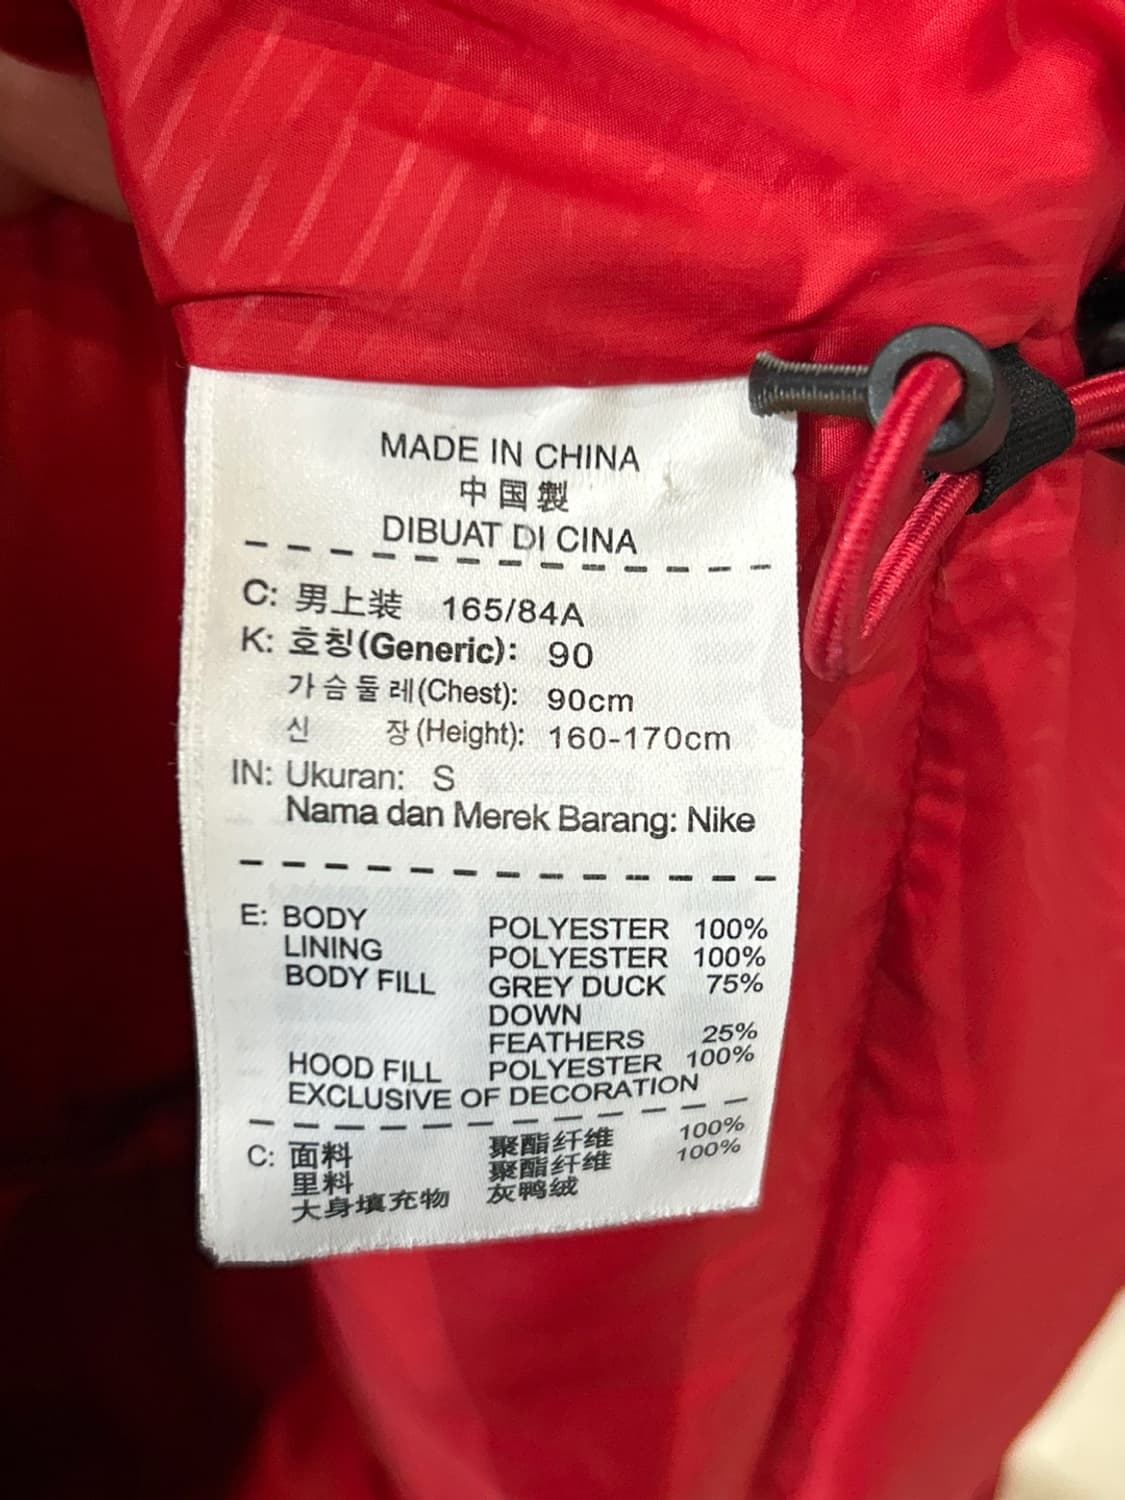 MADE IN CHINA
中国製
DIBUAT DI CINA
C: 男上装 165/84A
K: 호칭(Generic): 90
가슴둘레(Chest): 90cm
신 장(Height): 160-170cm
IN: Ukuran: S
Nama dan Merek Barang: Nike
E: BODY POLYESTER 100%
LINING POLYESTER 100%
BODY FILL GREY DUCK 75%
DOWN
FEATHERS 25%
HOOD FILL POLYESTER 100%
EXCLUSIVE OF DECORATION
C: 面料 聚酯纤维 100%
里料 聚酯纤维 100%
大身填充物 灰鸭绒